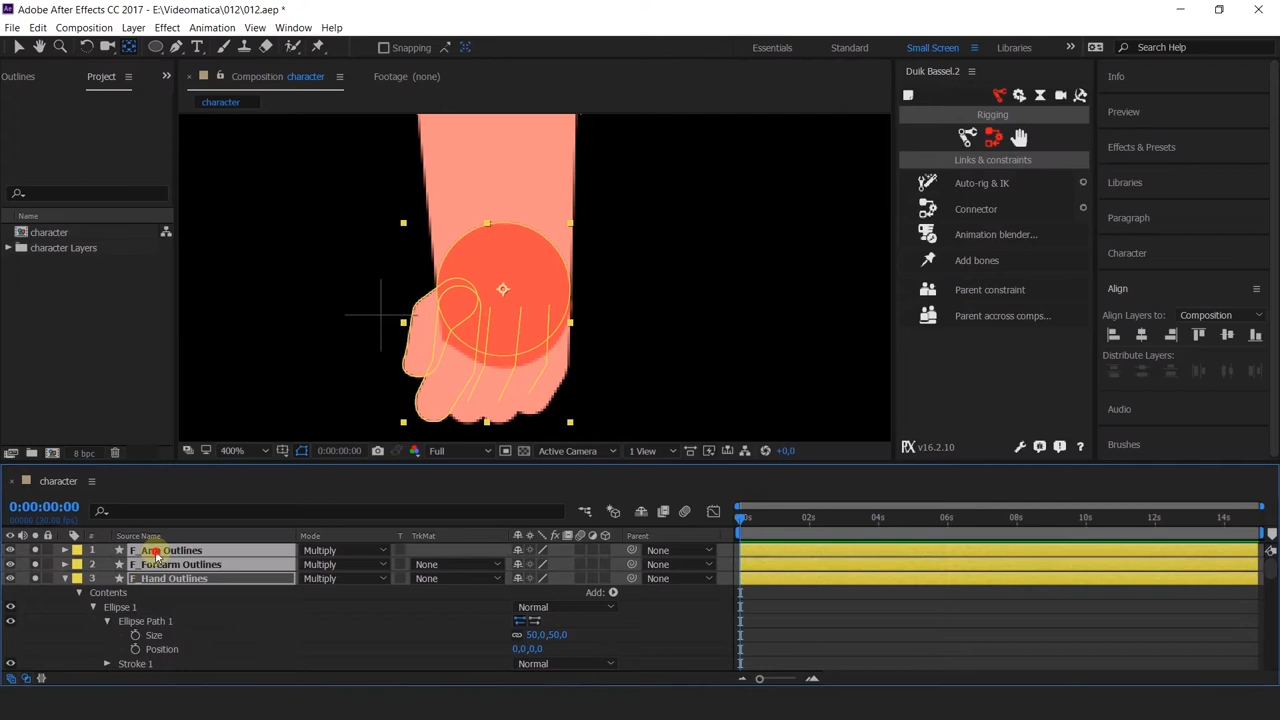 Adobe After Effects CC 2017 - E:\Videomatica\012\012.aep *
File Edit Composition Layer Effect Animation View Window Help
Snapping Essentials Standard Small Screen Libraries Search Help
Outlines Project Composition character Footage (none) Duik Bassel.2 Info
character
Rigging Preview
Effects & Presets
Links & constraints
Auto-rig & IK Libraries
Name Connector Paragraph
character Animation blender...
character Layers Add bones Character
Parent constraint Align
Parent accross comps... Align Layers to: Composition
Distribute Layers:
Audio
8 bpc 400% 0:00:00:00 Full Active Camera 1 View +0,0 v16.2.10 Brushes
character
0:00:00:00
00000 (30.00 fps)
00s 02s 04s 06s 08s 10s 12s 14s
# Source Name Mode T TrkMat Parent
1 F_Arm Outlines Multiply None
2 F_Forearm Outlines Multiply None None
3 F_Hand Outlines Multiply None None
Contents Add:
Ellipse 1 Normal
Ellipse Path 1
Size 50,0,50,0
Position 0,0,0,0
Stroke 1 Normal